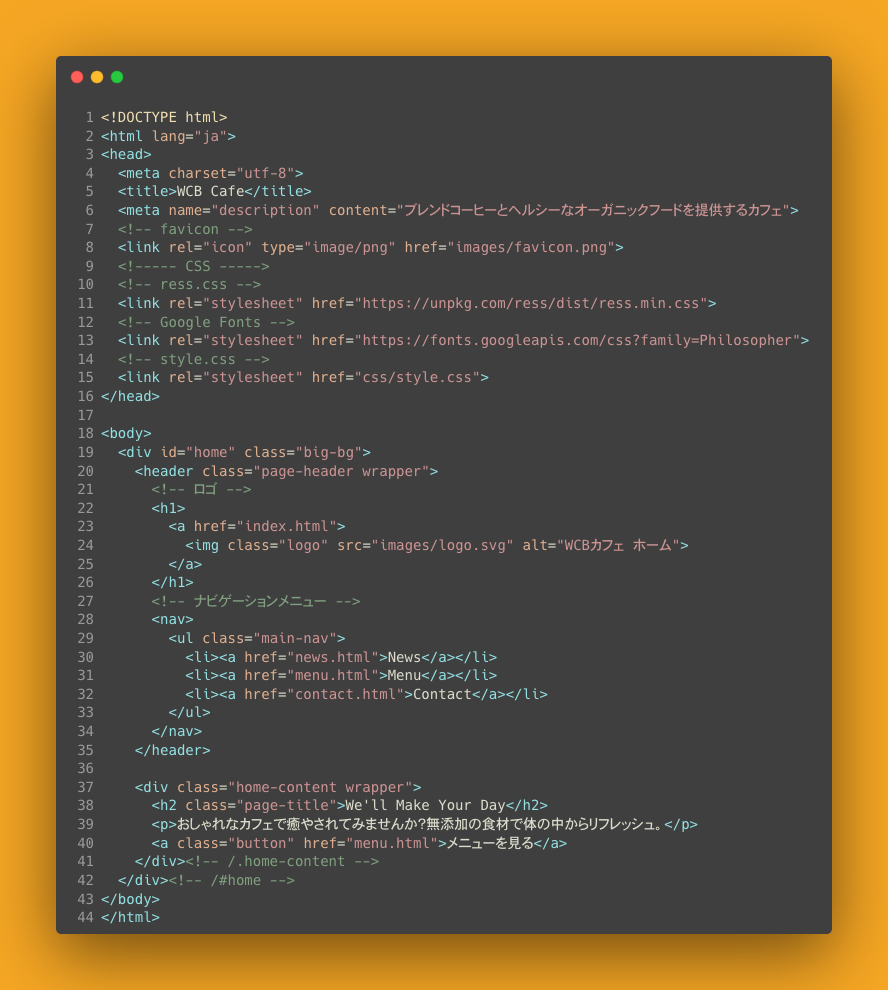 1 <!DOCTYPE html>
2 <html lang="ja">
3 <head>
4   <meta charset="utf-8">
5   <title>WCB Cafe</title>
6   <meta name="description" content="ブレンドコーヒーとヘルシーなオーガニックフードを提供するカフェ">
7   <!-- favicon -->
8   <link rel="icon" type="image/png" href="images/favicon.png">
9   <!----- CSS ----->
10   <!-- ress.css -->
11   <link rel="stylesheet" href="https://unpkg.com/ress/dist/ress.min.css">
12   <!-- Google Fonts -->
13   <link rel="stylesheet" href="https://fonts.googleapis.com/css?family=Philosopher">
14   <!-- style.css -->
15   <link rel="stylesheet" href="css/style.css">
16 </head>
17
18 <body>
19   <div id="home" class="big-bg">
20     <header class="page-header wrapper">
21       <!-- ロゴ -->
22       <h1>
23         <a href="index.html">
24           <img class="logo" src="images/logo.svg" alt="WCBカフェ ホーム">
25         </a>
26       </h1>
27       <!-- ナビゲーションメニュー -->
28       <nav>
29         <ul class="main-nav">
30           <li><a href="news.html">News</a></li>
31           <li><a href="menu.html">Menu</a></li>
32           <li><a href="contact.html">Contact</a></li>
33         </ul>
34       </nav>
35     </header>
36
37     <div class="home-content wrapper">
38       <h2 class="page-title">We'll Make Your Day</h2>
39       <p>おしゃれなカフェで癒やされてみませんか?無添加の食材で体の中からリフレッシュ。</p>
40       <a class="button" href="menu.html">メニューを見る</a>
41     </div><!-- /.home-content -->
42   </div><!-- /#home -->
43 </body>
44 </html>